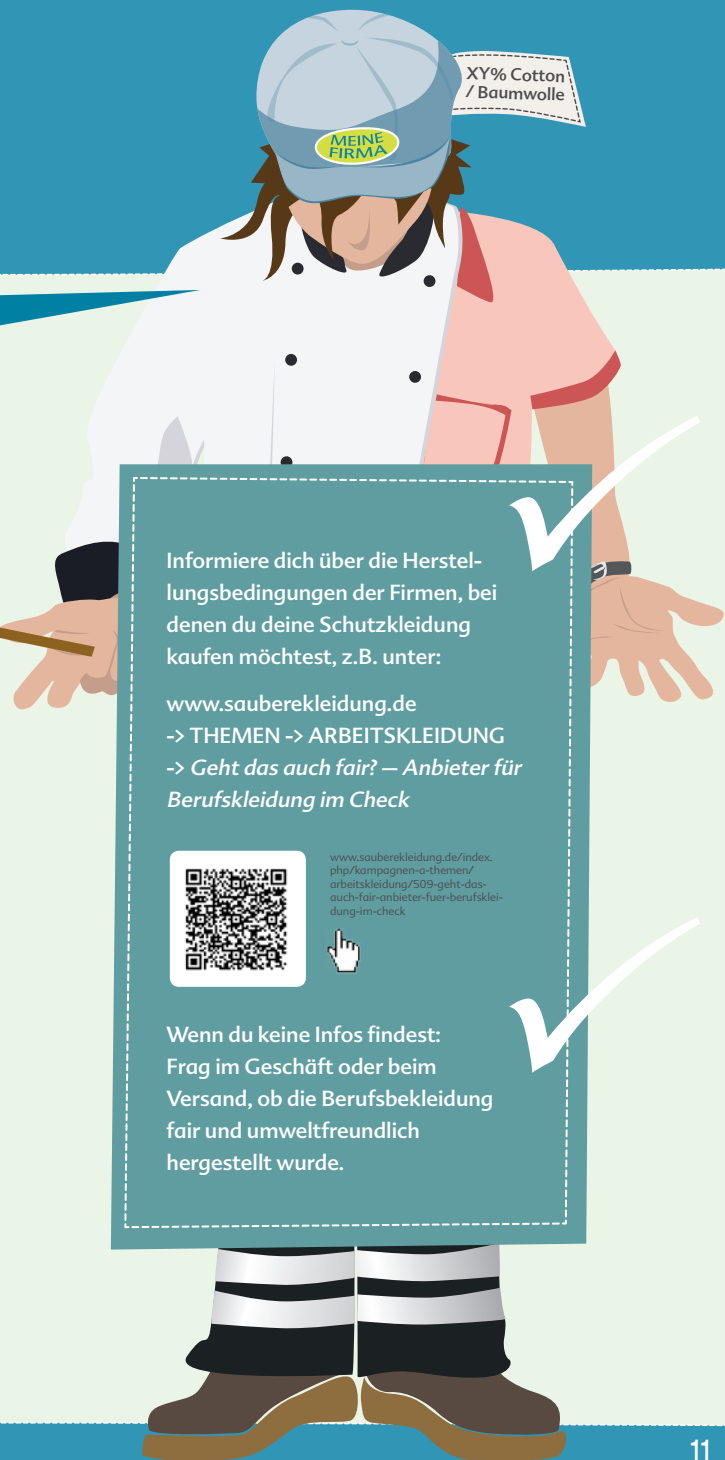 XY% Cotton
/ Baumwolle
MEINE
FIRMA
Informiere dich über die Herstel-
lungsbedingungen der Firmen, bei
denen du deine Schutzkleidung
kaufen möchtest, z.B. unter:
www.sauberekleidung.de
-> THEMEN -> ARBEITSKLEIDUNG
-> Geht das auch fair? – Anbieter für
Berufskleidung im Check
www.sauberekleidung.de/index.
php/kampagnen-a-themen/
arbeitskleidung/509-geht-das-
auch-fair-anbieter-fuer-berufsklei-
dung-im-check
Wenn du keine Infos findest:
Frag im Geschäft oder beim
Versand, ob die Berufsbekleidung
fair und umweltfreundlich
hergestellt wurde.
11